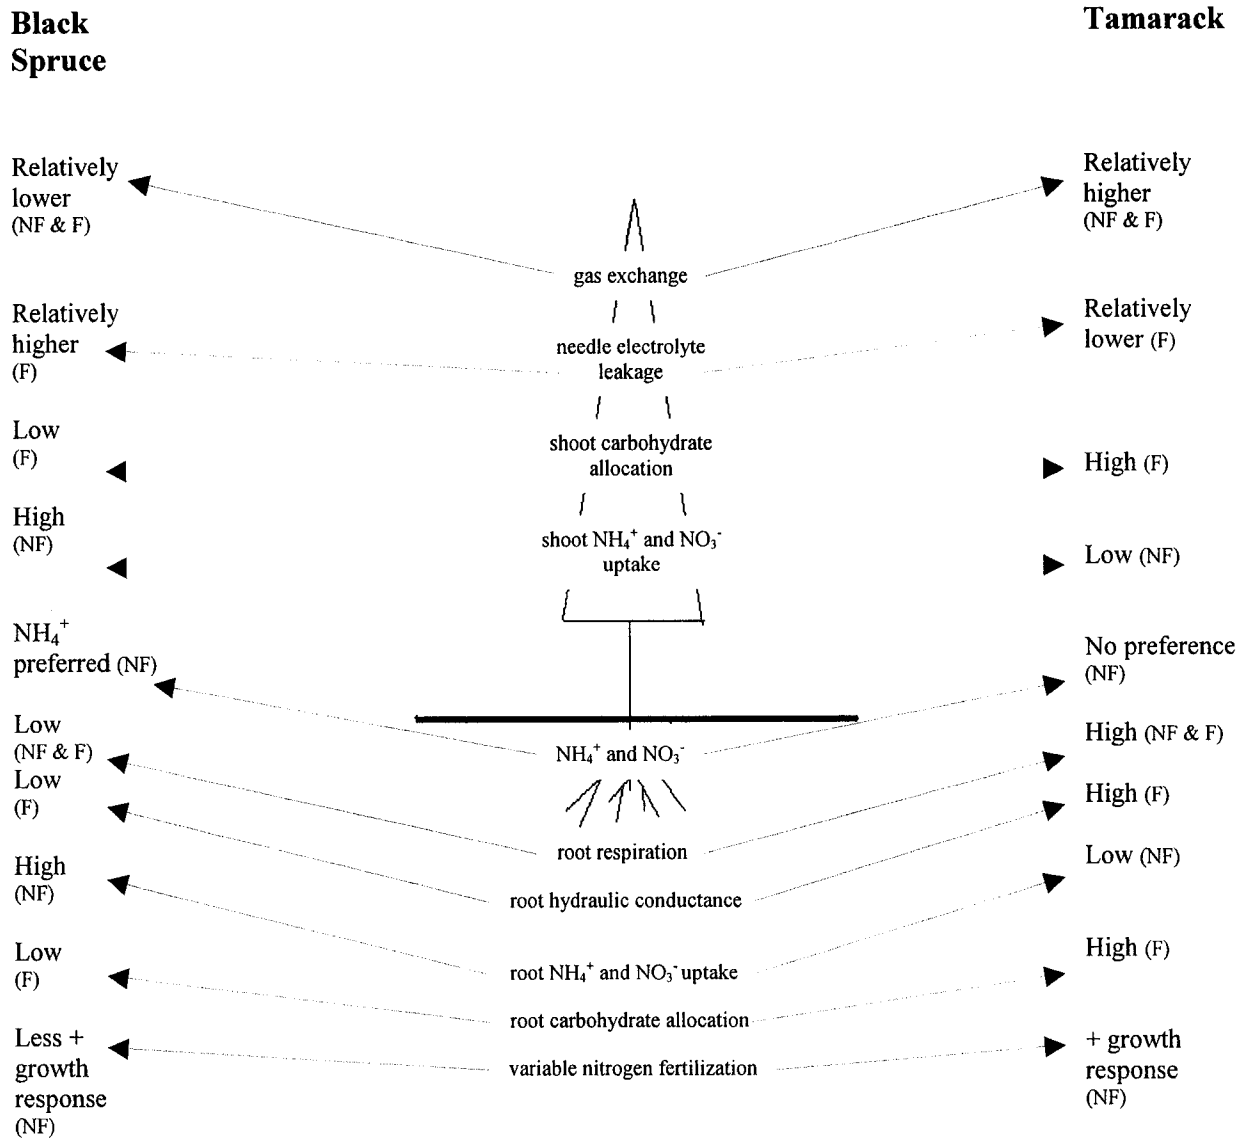 Black
Spruce
Tamarack
Relatively
lower
(NF & F)
gas exchange
Relatively
higher
(NF & F)
Relatively
higher
(F)
needle electrolyte
leakage
Relatively
lower (F)
Low
(F)
shoot carbohydrate
allocation
High (F)
High
(NF)
shoot NH₄⁺ and NO₃⁻
uptake
Low (NF)
NH₄⁺
preferred (NF)
NH₄⁺ and NO₃⁻
No preference
(NF)
Low
(NF & F)
root respiration
High (NF & F)
Low
(F)
root hydraulic conductance
High (F)
High
(NF)
root NH₄⁺ and NO₃⁻ uptake
Low (NF)
Low
(F)
root carbohydrate allocation
High (F)
Less +
growth
response
(NF)
variable nitrogen fertilization
+ growth
response
(NF)